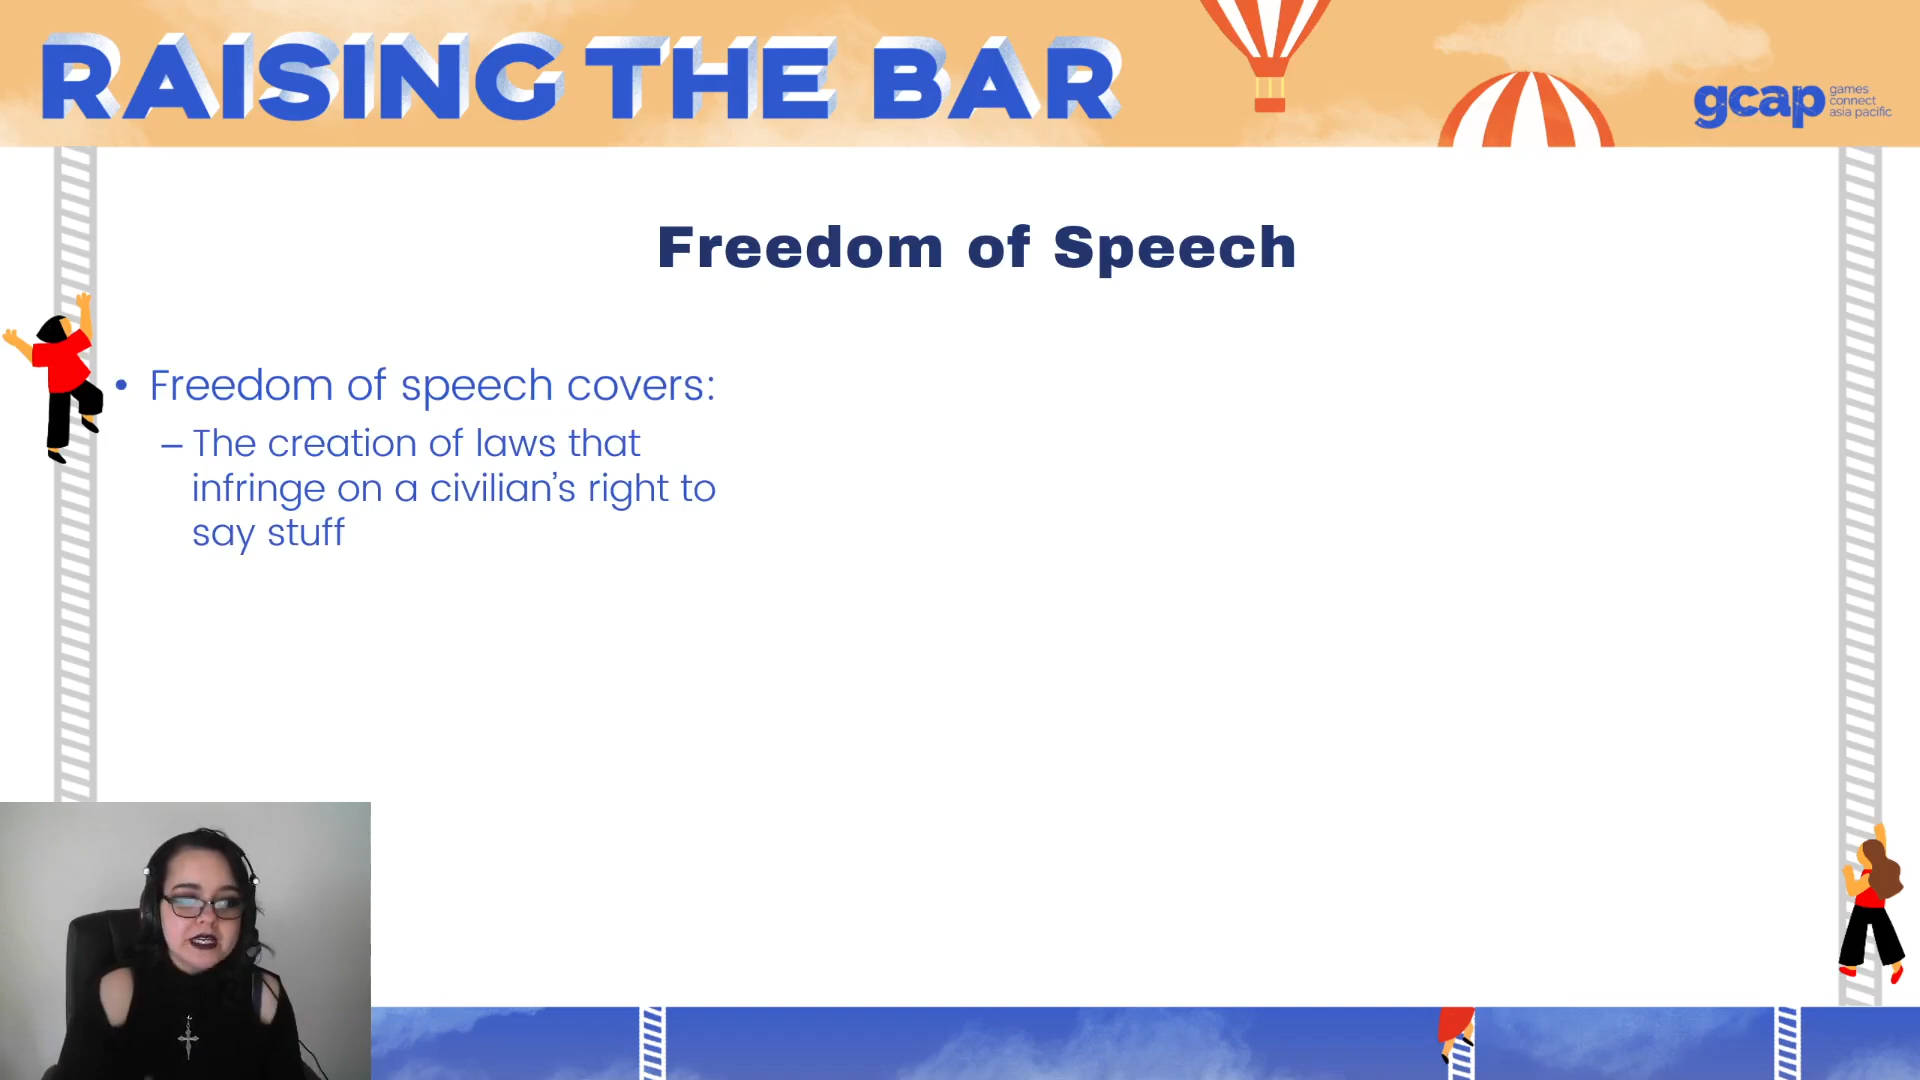 RAISING THE BAR
gcap games
connect
asia pacific
Freedom of Speech
• Freedom of speech covers:
– The creation of laws that
infringe on a civilian’s right to
say stuff